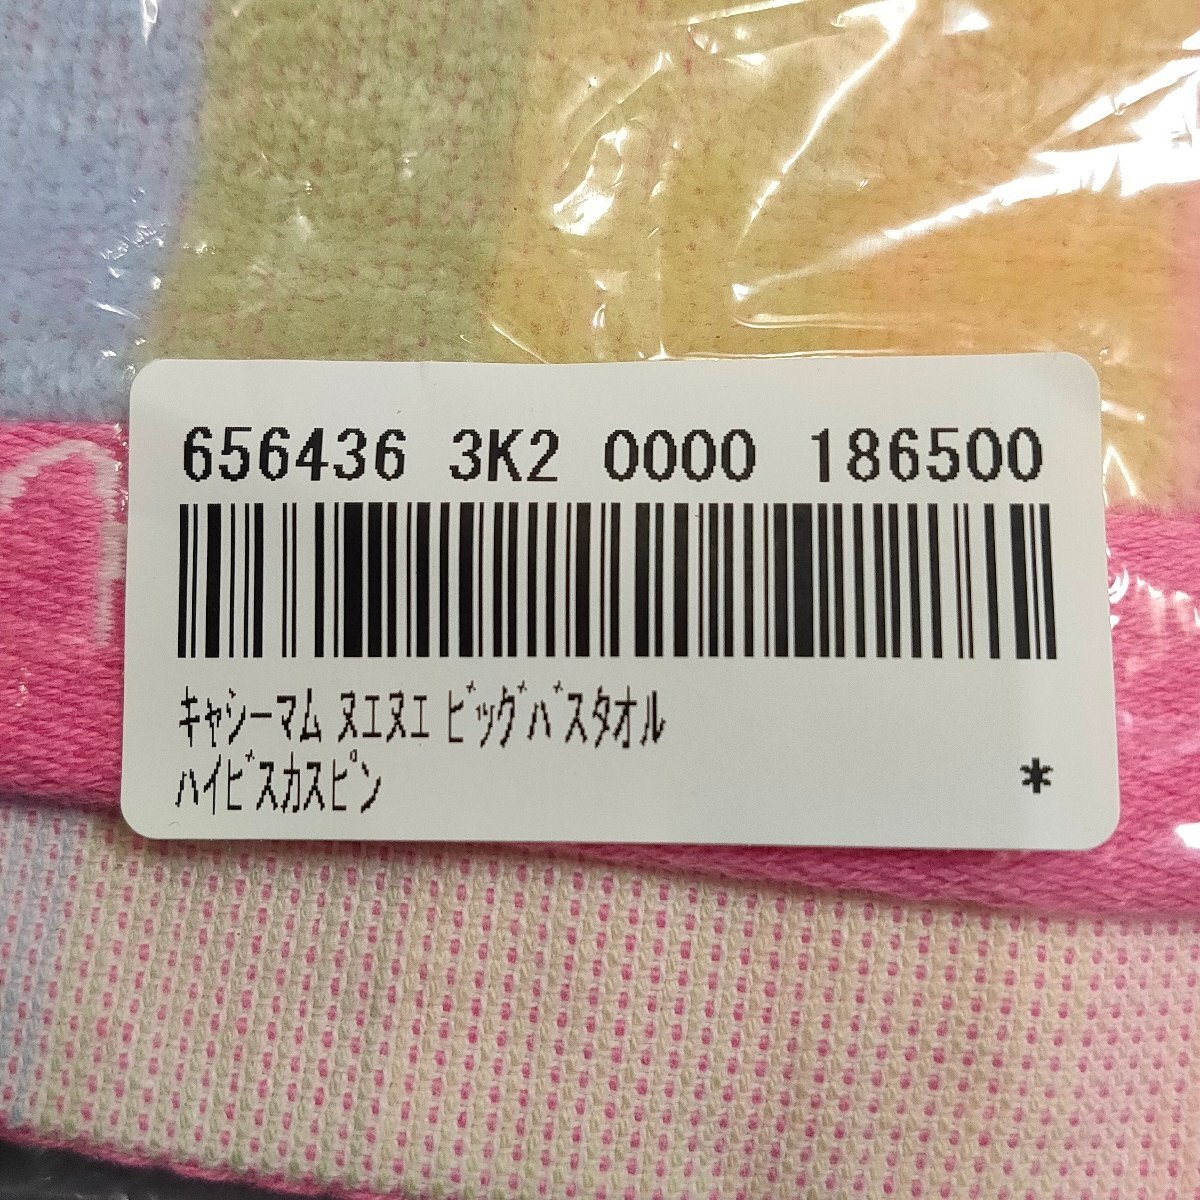 656436 3K2 0000 186500
ｷｬｼｰﾏﾑ ﾇｴﾇｴ ﾋﾞｯｸﾞﾊﾞｽﾀｵﾙ
ﾊｲﾋﾞｽｶｽﾋﾟﾝ *